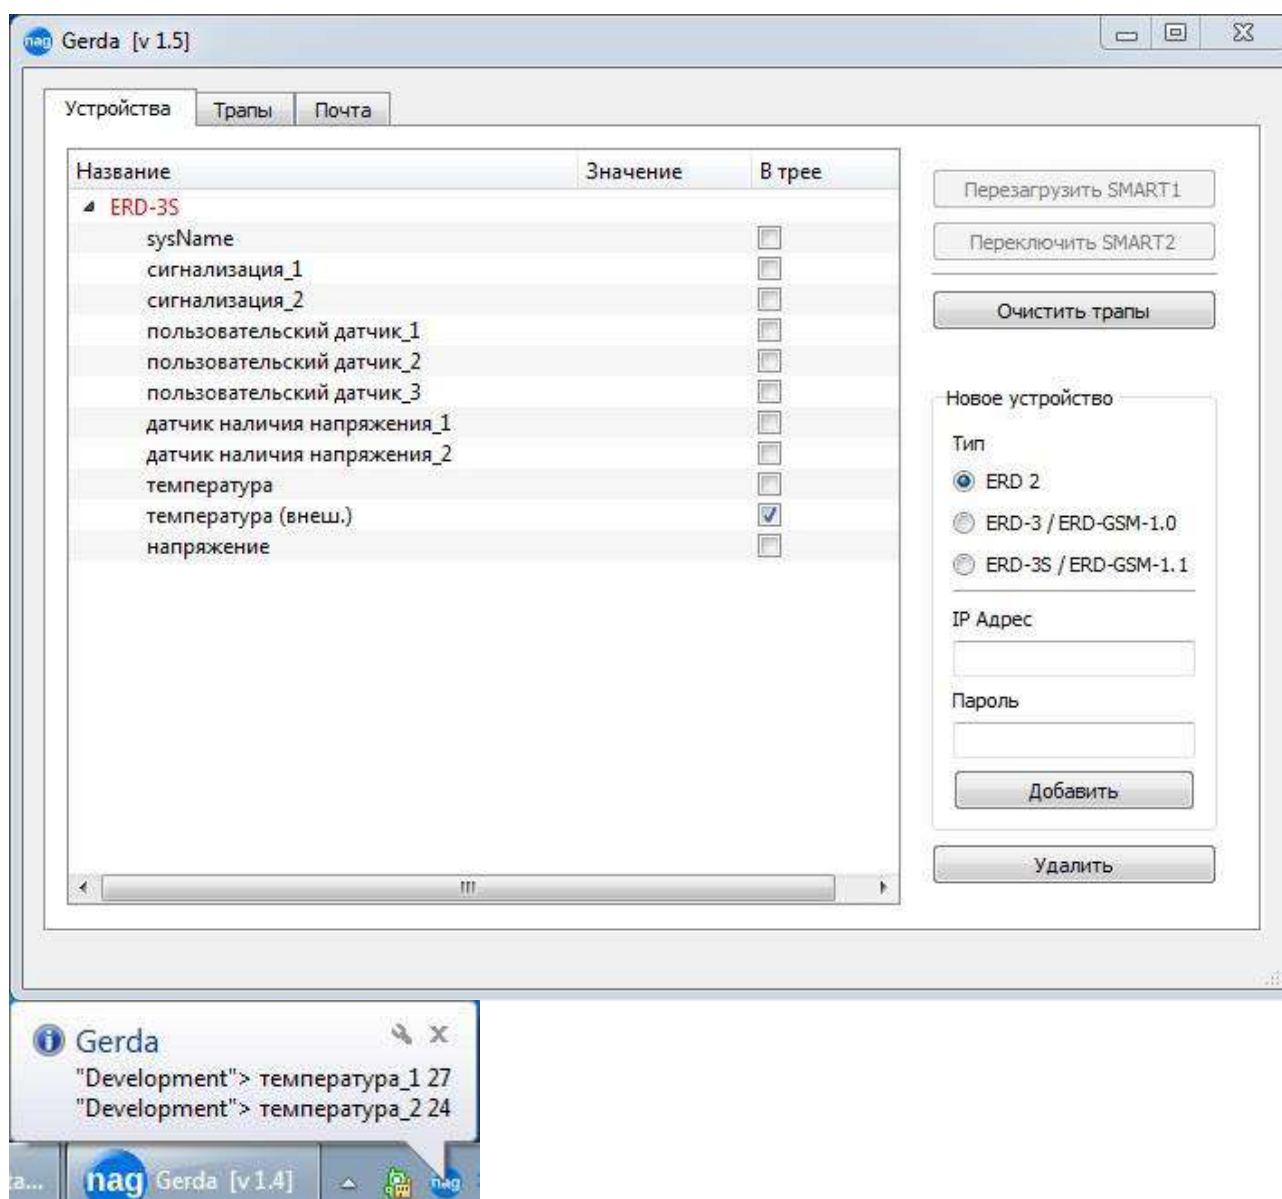 nag Gerda [v 1.5]
Устройства Трапы Почта
Название Значение В трее
ERD-3S
sysName
сигнализация_1
сигнализация_2
пользовательский датчик_1
пользовательский датчик_2
пользовательский датчик_3
датчик наличия напряжения_1
датчик наличия напряжения_2
температура
температура (внеш.)
напряжение
Перезагрузить SMART1
Переключить SMART2
Очистить трапы
Новое устройство
Тип
ERD 2
ERD-3 / ERD-GSM-1.0
ERD-3S / ERD-GSM-1.1
IP Адрес
Пароль
Добавить
Удалить
Gerda
"Development"> температура_1 27
"Development"> температура_2 24
nag Gerda [v 1.4] nag